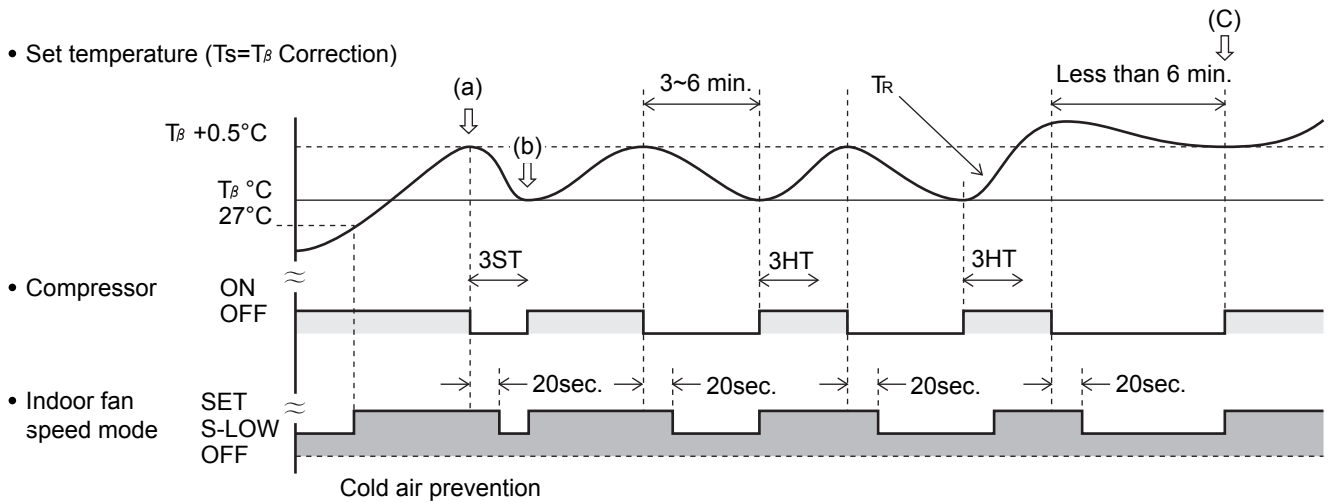 (C)
• Set temperature (Ts=Tβ Correction)
(a)
3~6 min.
TR
Less than 6 min.
Tβ +0.5°C
(b)
Tβ °C
27°C
3ST
3HT
3HT
• Compressor
ON
OFF
20sec.
20sec.
20sec.
20sec.
• Indoor fan
speed mode
SET
S-LOW
OFF
Cold air prevention